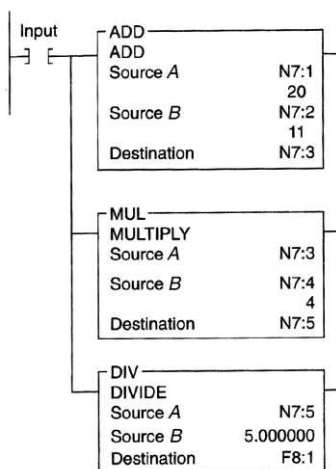 Input
ADD
ADD
Source A N7:1
20
Source B N7:2
11
Destination N7:3
MUL
MULTIPLY
Source A N7:3
Source B N7:4
4
Destination N7:5
DIV
DIVIDE
Source A N7:5
Source B 5.000000
Destination F8:1